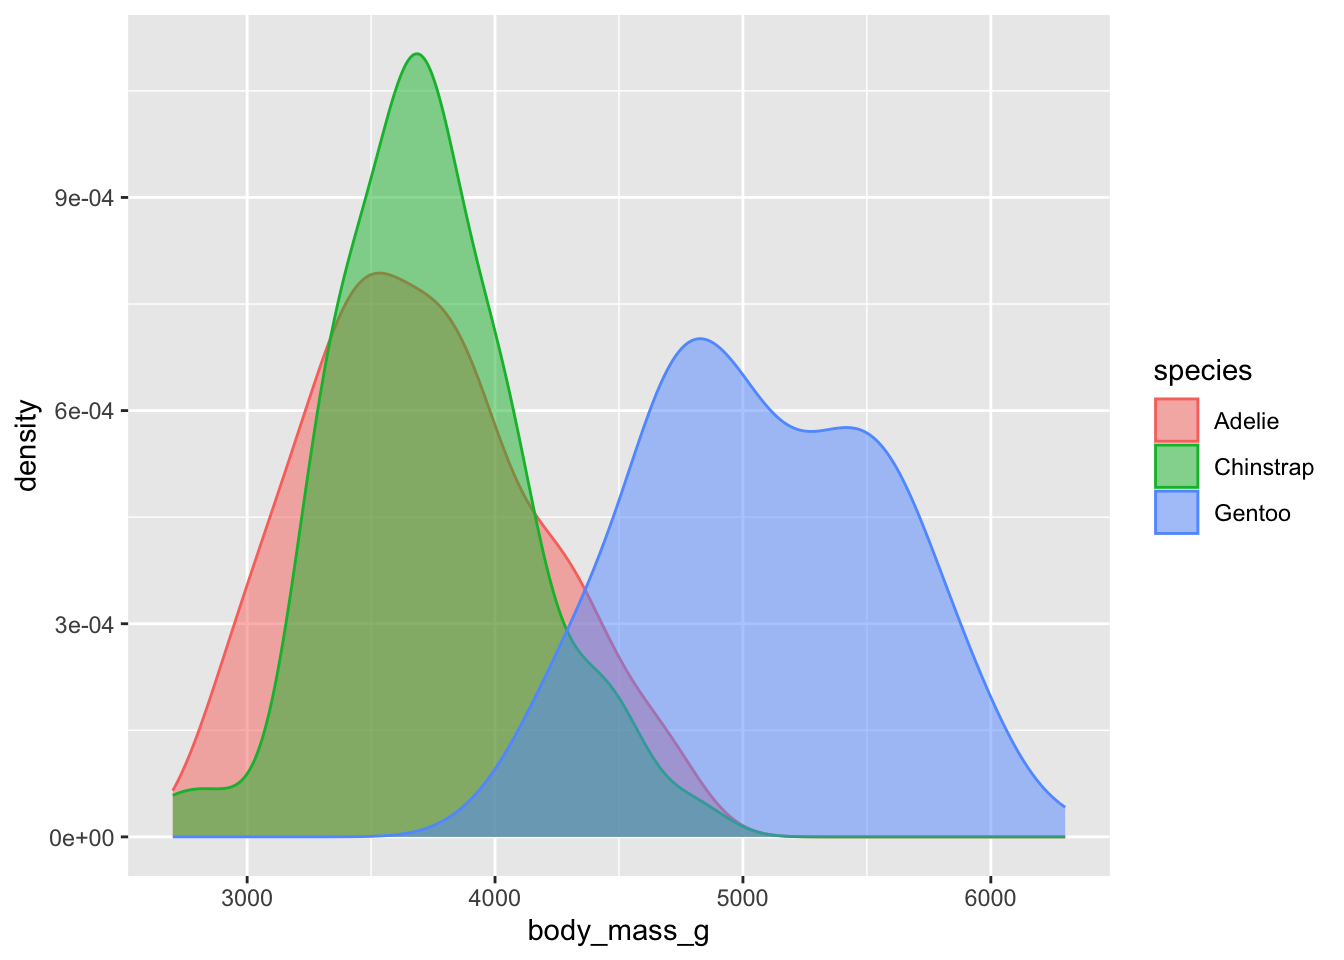 9e-04
6e-04
3e-04
0e+00
density
3000 4000 5000 6000
body_mass_g
species
Adelie
Chinstrap
Gentoo